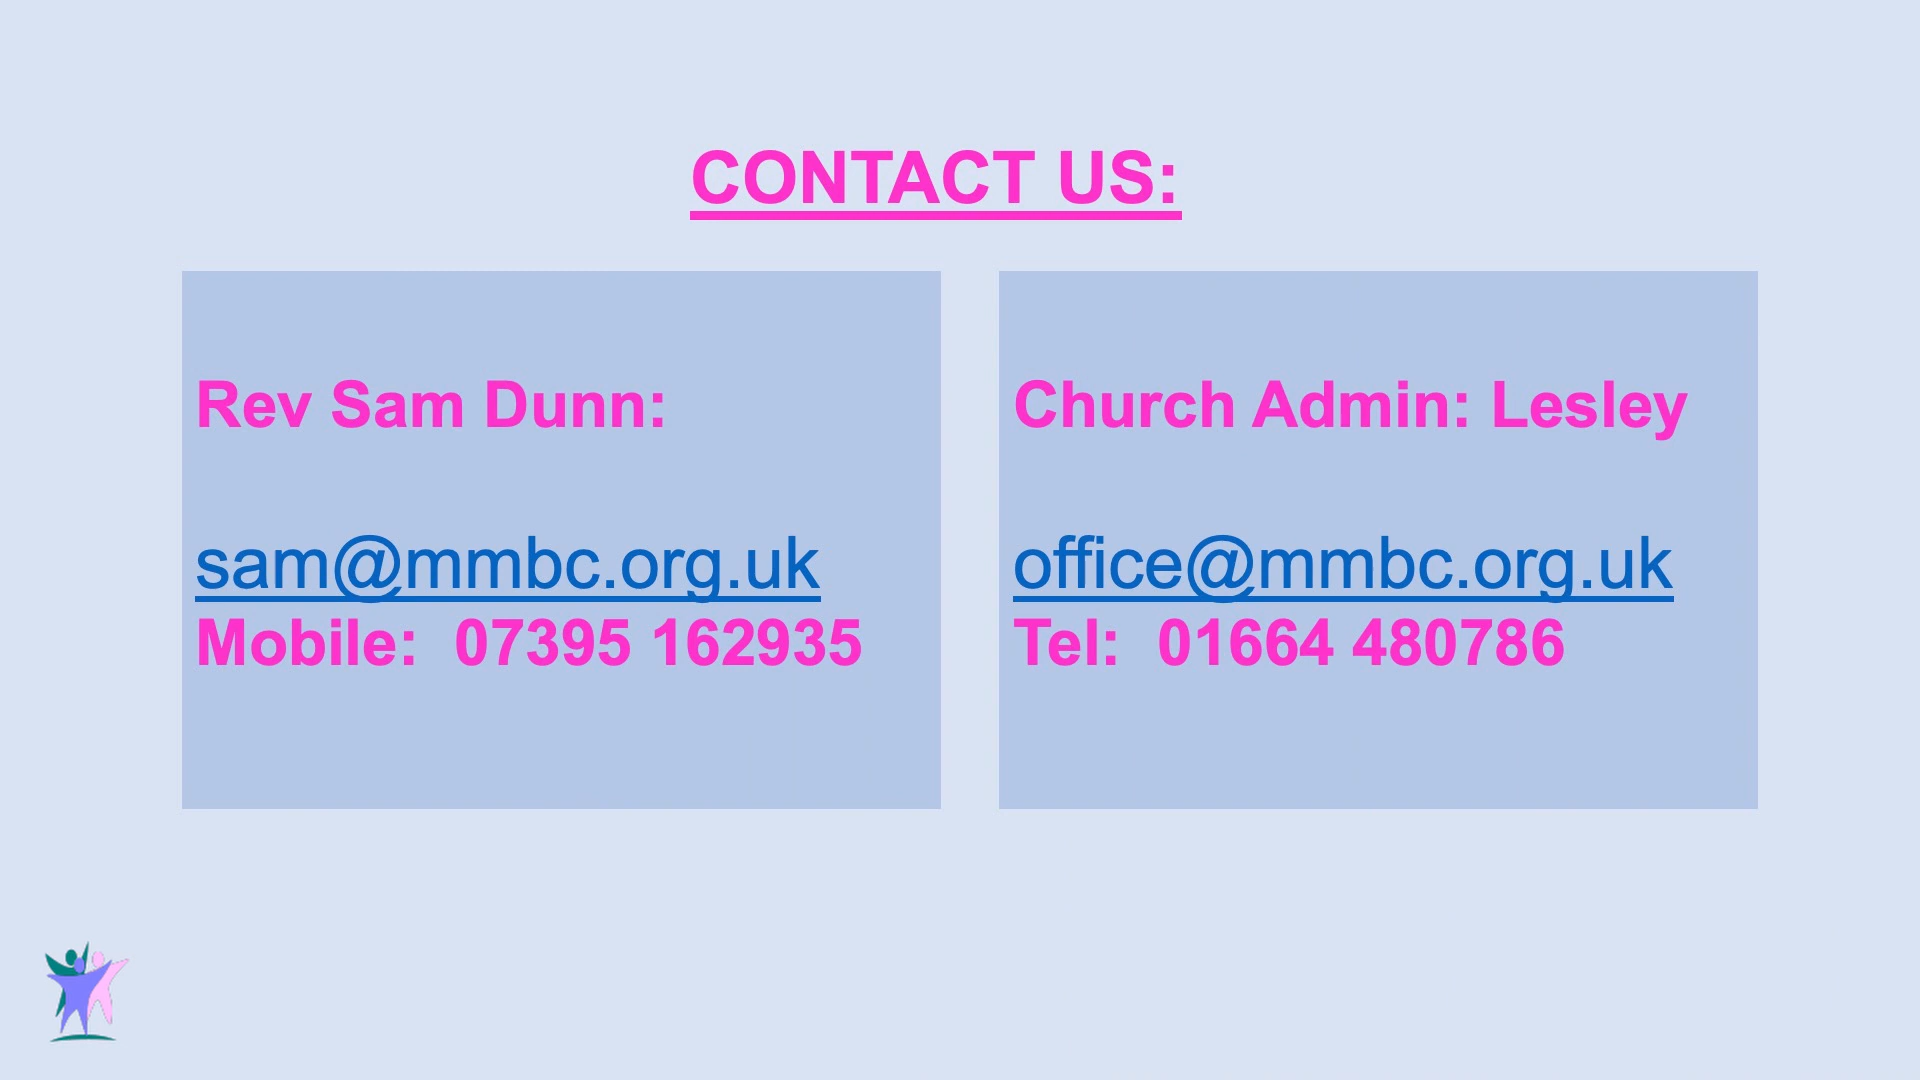 CONTACT US:
Rev Sam Dunn:
sam@mmbc.org.uk
Mobile:  07395 162935
Church Admin: Lesley
office@mmbc.org.uk
Tel:  01664 480786